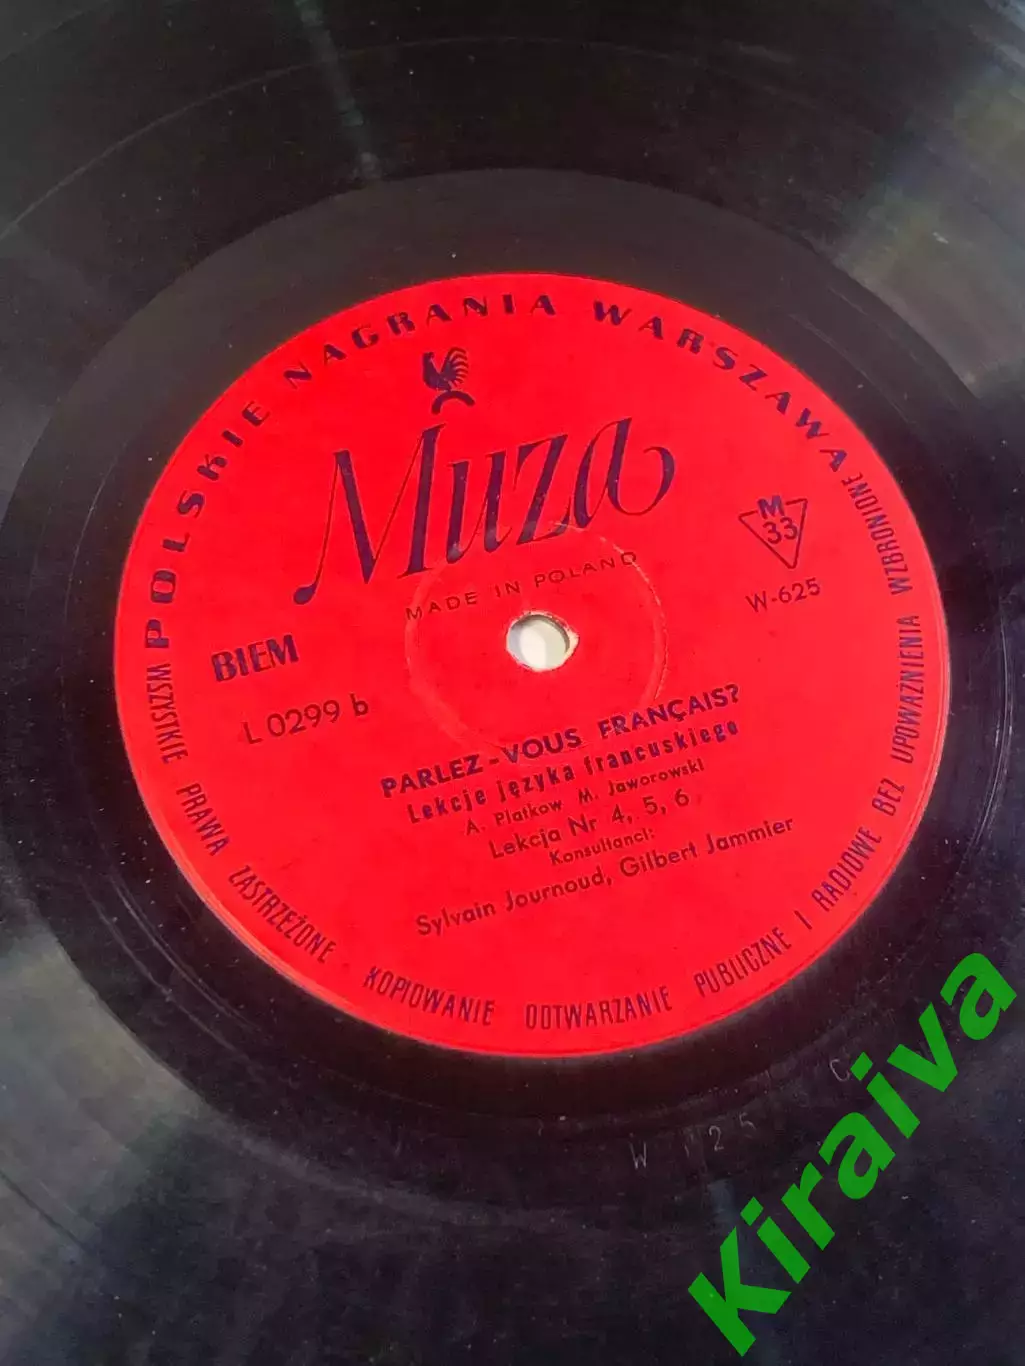 POLSKIE NAGRANIA WARSZAWA
Muza
MADE IN POLAND
M
33
W-625
BIEM
L 0299 b
PARLEZ-VOUS FRANÇAIS?
Lekcje języka francuskiego
A. Platkow M. Jaworowski
Lekcja Nr 4, 5, 6
Konsultanci:
Sylvain Journoud, Gilbert Jammier
WSZYSTKIE PRAWA ZASTRZEŻONE KOPIOWANIE ODTWARZANIE PUBLICZNE I RADIOWE BEZ UPOWAŻNIENIA WZBRONIONE
Kiraiva